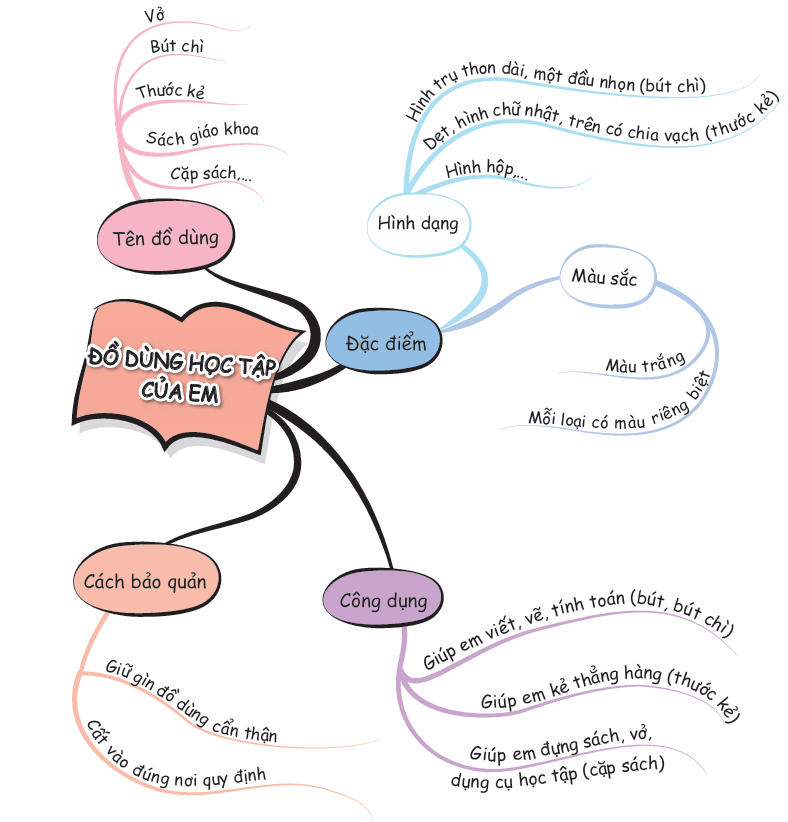 Vở
Bút chì
Thước kẻ
Sách giáo khoa
Cặp sách,...
Tên đồ dùng
Hình trụ thon dài, một đầu nhọn (bút chì)
Dẹt, hình chữ nhật, trên có chia vạch (thước kẻ)
Hình hộp,...
Hình dạng
Màu sắc
Màu trắng
Mỗi loại có màu riêng biệt
Đặc điểm
ĐỒ DÙNG HỌC TẬP
CỦA EM
Cách bảo quản
Giữ gìn đồ dùng cẩn thận
Cất vào đúng nơi quy định
Công dụng
Giúp em viết, vẽ, tính toán (bút, bút chì)
Giúp em kẻ thẳng hàng (thước kẻ)
Giúp em đựng sách, vở,
dụng cụ học tập (cặp sách)